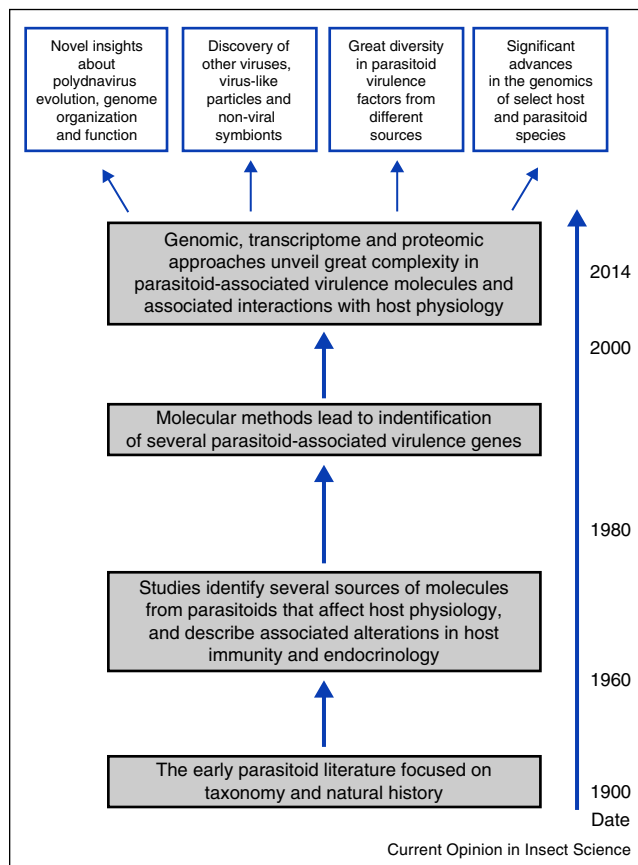 Novel insights
about
polydnavirus
evolution, genome
organization
and function
Discovery of
other viruses,
virus-like
particles and
non-viral
symbionts
Great diversity
in parasitoid
virulence
factors from
different
sources
Significant
advances
in the genomics
of select host
and parasitoid
species
Genomic, transcriptome and proteomic
approaches unveil great complexity in
parasitoid-associated virulence molecules and
associated interactions with host physiology
2014
2000
Molecular methods lead to indentification
of several parasitoid-associated virulence genes
1980
Studies identify several sources of molecules
from parasitoids that affect host physiology,
and describe associated alterations in host
immunity and endocrinology
1960
The early parasitoid literature focused on
taxonomy and natural history
1900
Date
Current Opinion in Insect Science